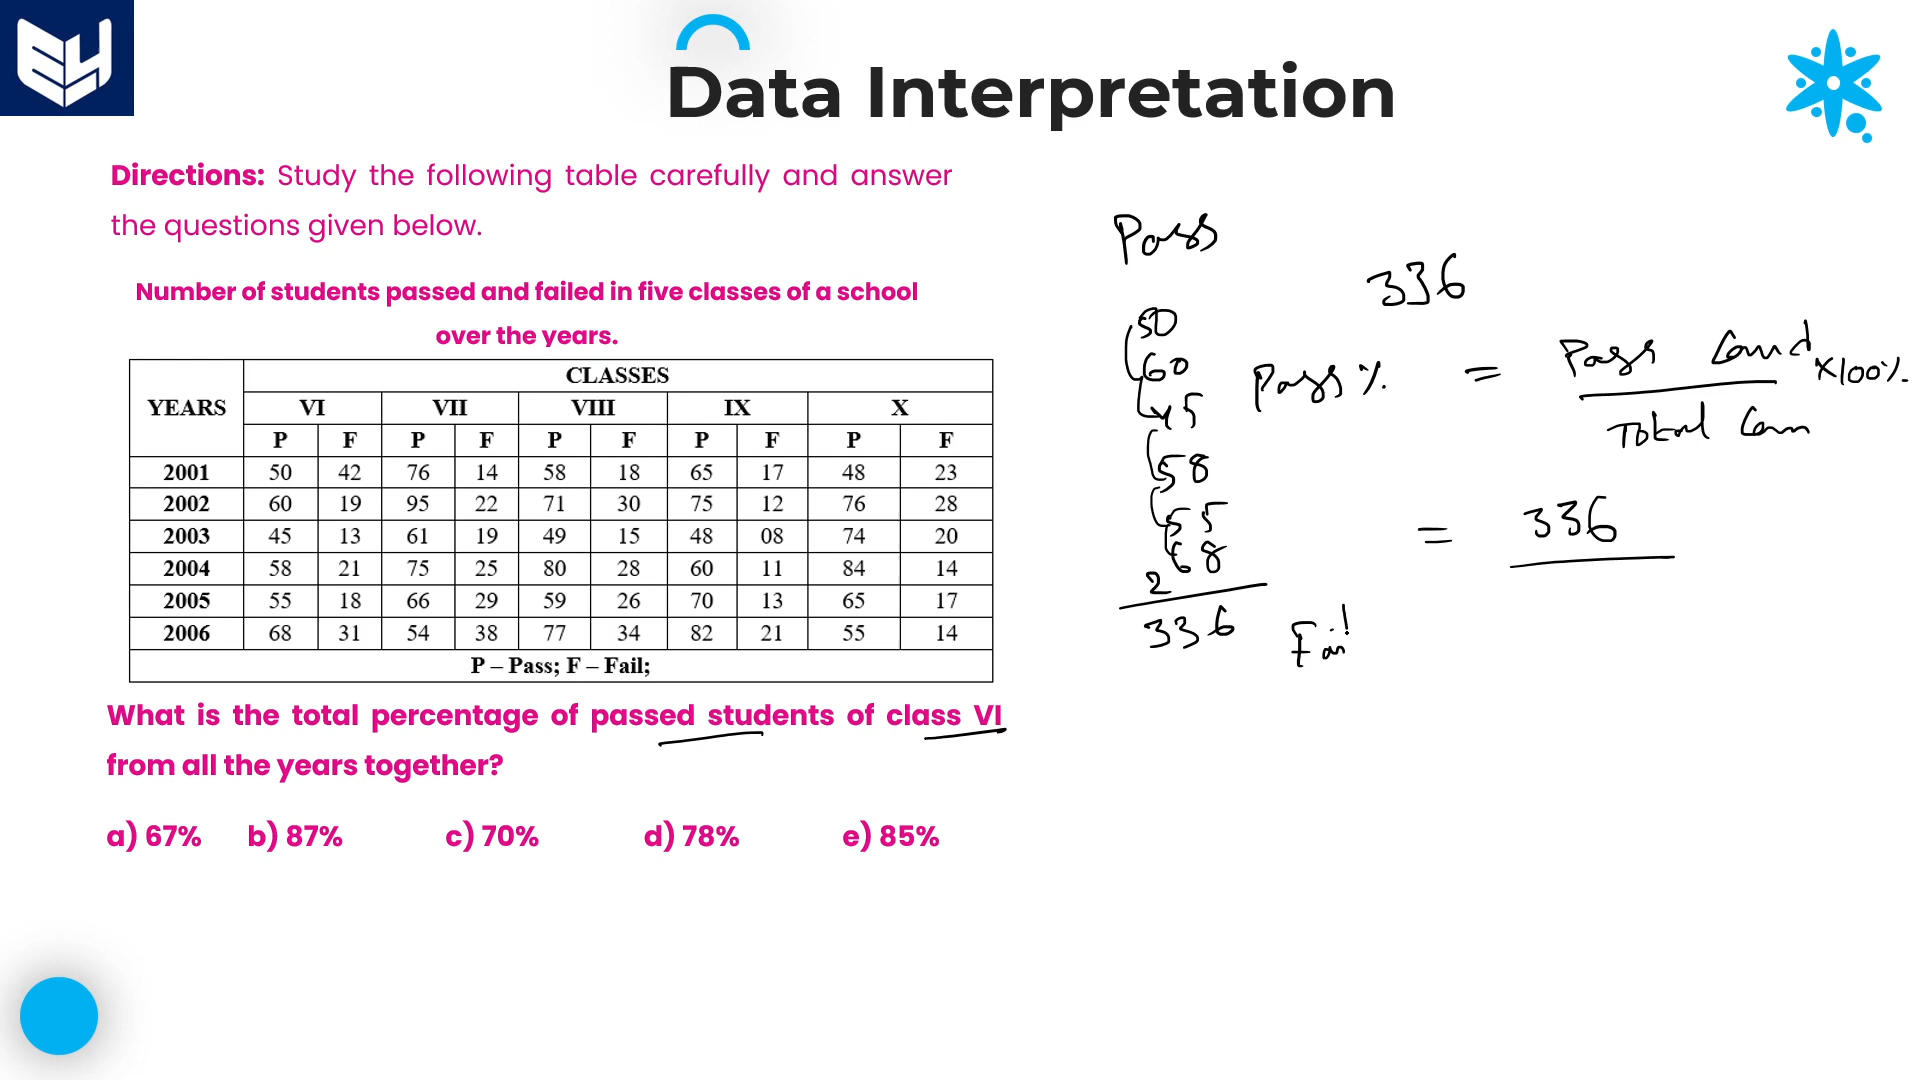 Data Interpretation
Directions: Study the following table carefully and answer
the questions given below.
Number of students passed and failed in five classes of a school
over the years.
YEARS CLASSES
VI VII VIII IX X
P F P F P F P F P F
2001 50 42 76 14 58 18 65 17 48 23
2002 60 19 95 22 71 30 75 12 76 28
2003 45 13 61 19 49 15 48 08 74 20
2004 58 21 75 25 80 28 60 11 84 14
2005 55 18 66 29 59 26 70 13 65 17
2006 68 31 54 38 77 34 82 21 55 14
P – Pass; F – Fail;
What is the total percentage of passed students of class VI
from all the years together?
a) 67% b) 87% c) 70% d) 78% e) 85%
Pass
336
50
60
45
58
55
68
2
336
Pass % = Pass Cand ×100%
Total Can
= 336
Fail